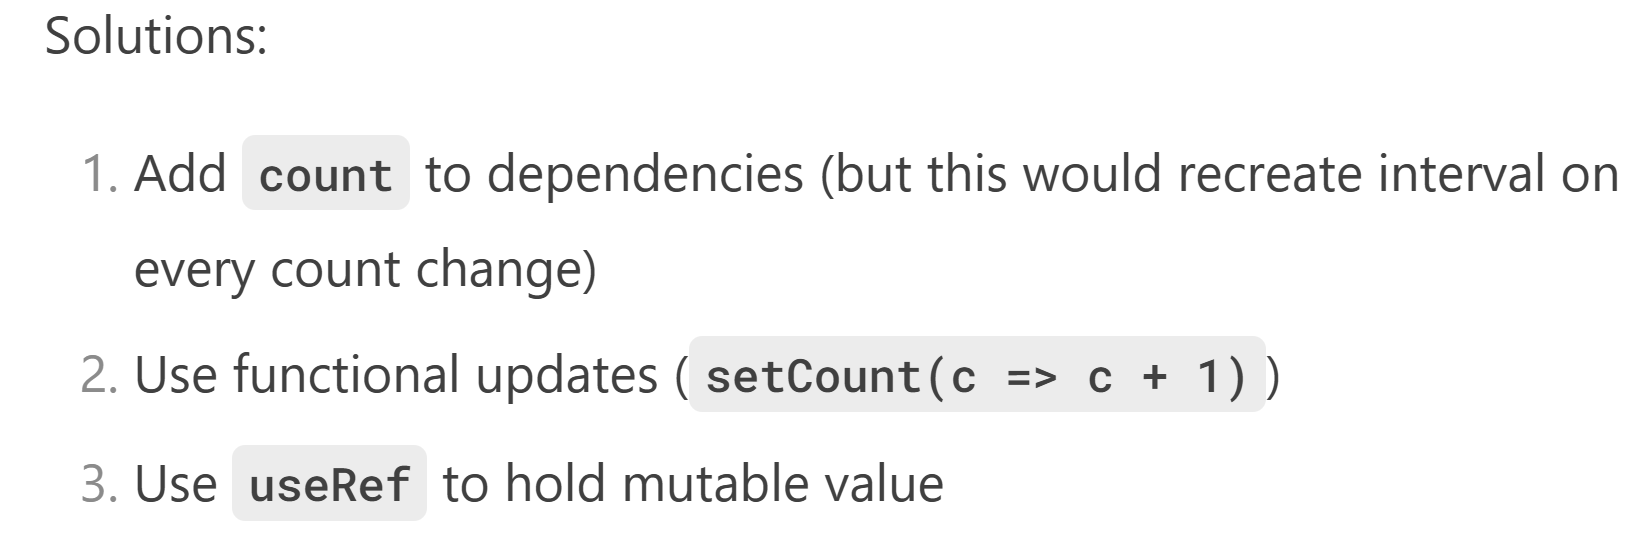 Solutions:
1. Add count to dependencies (but this would recreate interval on
every count change)
2. Use functional updates (setCount(c => c + 1))
3. Use useRef to hold mutable value